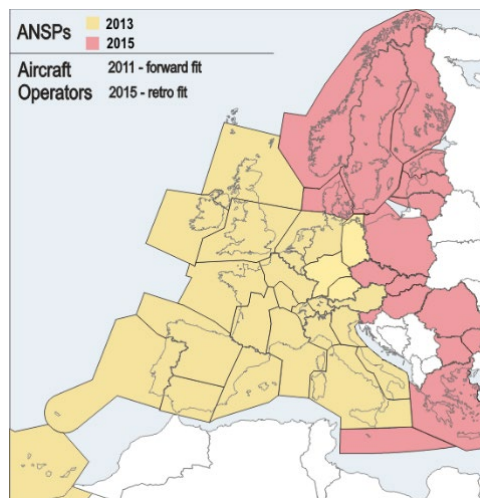 ANSPs
2013
2015
Aircraft
Operators
2011 - forward fit
2015 - retro fit